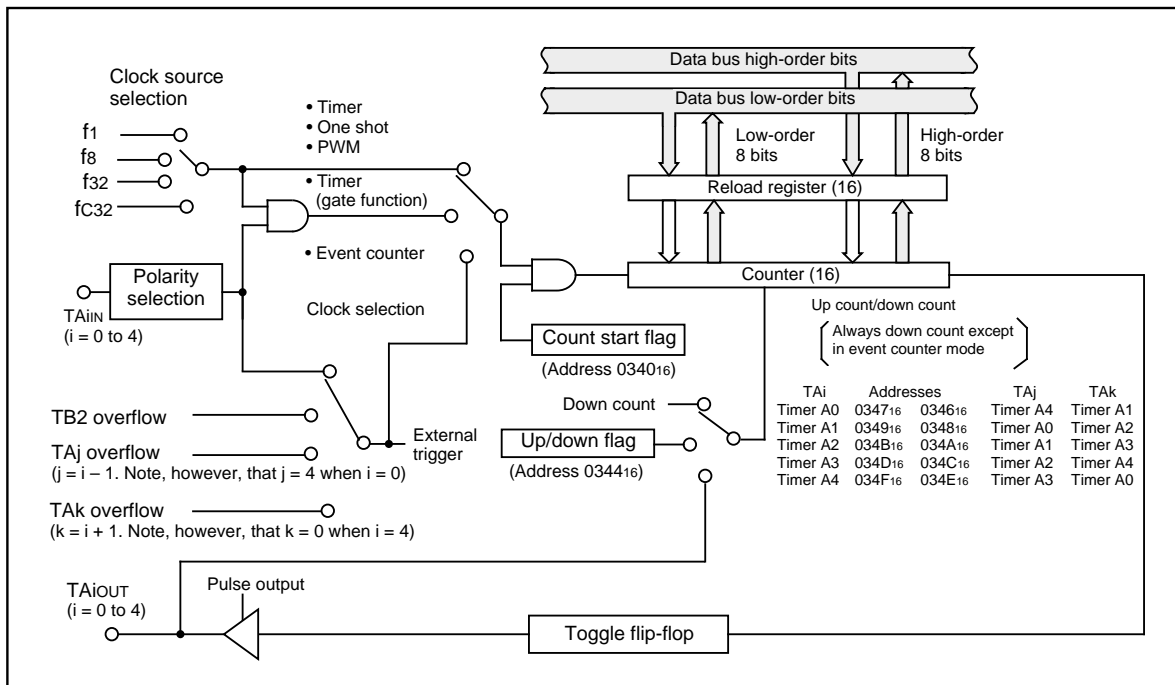 Data bus high-order bits
Data bus low-order bits
Low-order
8 bits
High-order
8 bits
Clock source
selection
f1
f8
f32
fC32
• Timer
• One shot
• PWM
• Timer
(gate function)
• Event counter
Reload register (16)
Counter (16)
Polarity
selection
TAiIN
(i = 0 to 4)
Clock selection
Count start flag
(Address 034016)
Up count/down count
Always down count except
in event counter mode
TB2 overflow
TAj overflow
(j = i – 1. Note, however, that j = 4 when i = 0)
TAk overflow
(k = i + 1. Note, however, that k = 0 when i = 4)
External
trigger
Down count
Up/down flag
(Address 034416)
TAi Addresses TAj TAk
Timer A0 034716 034616 Timer A4 Timer A1
Timer A1 034916 034816 Timer A0 Timer A2
Timer A2 034B16 034A16 Timer A1 Timer A3
Timer A3 034D16 034C16 Timer A2 Timer A4
Timer A4 034F16 034E16 Timer A3 Timer A0
TAiOUT
(i = 0 to 4)
Pulse output
Toggle flip-flop